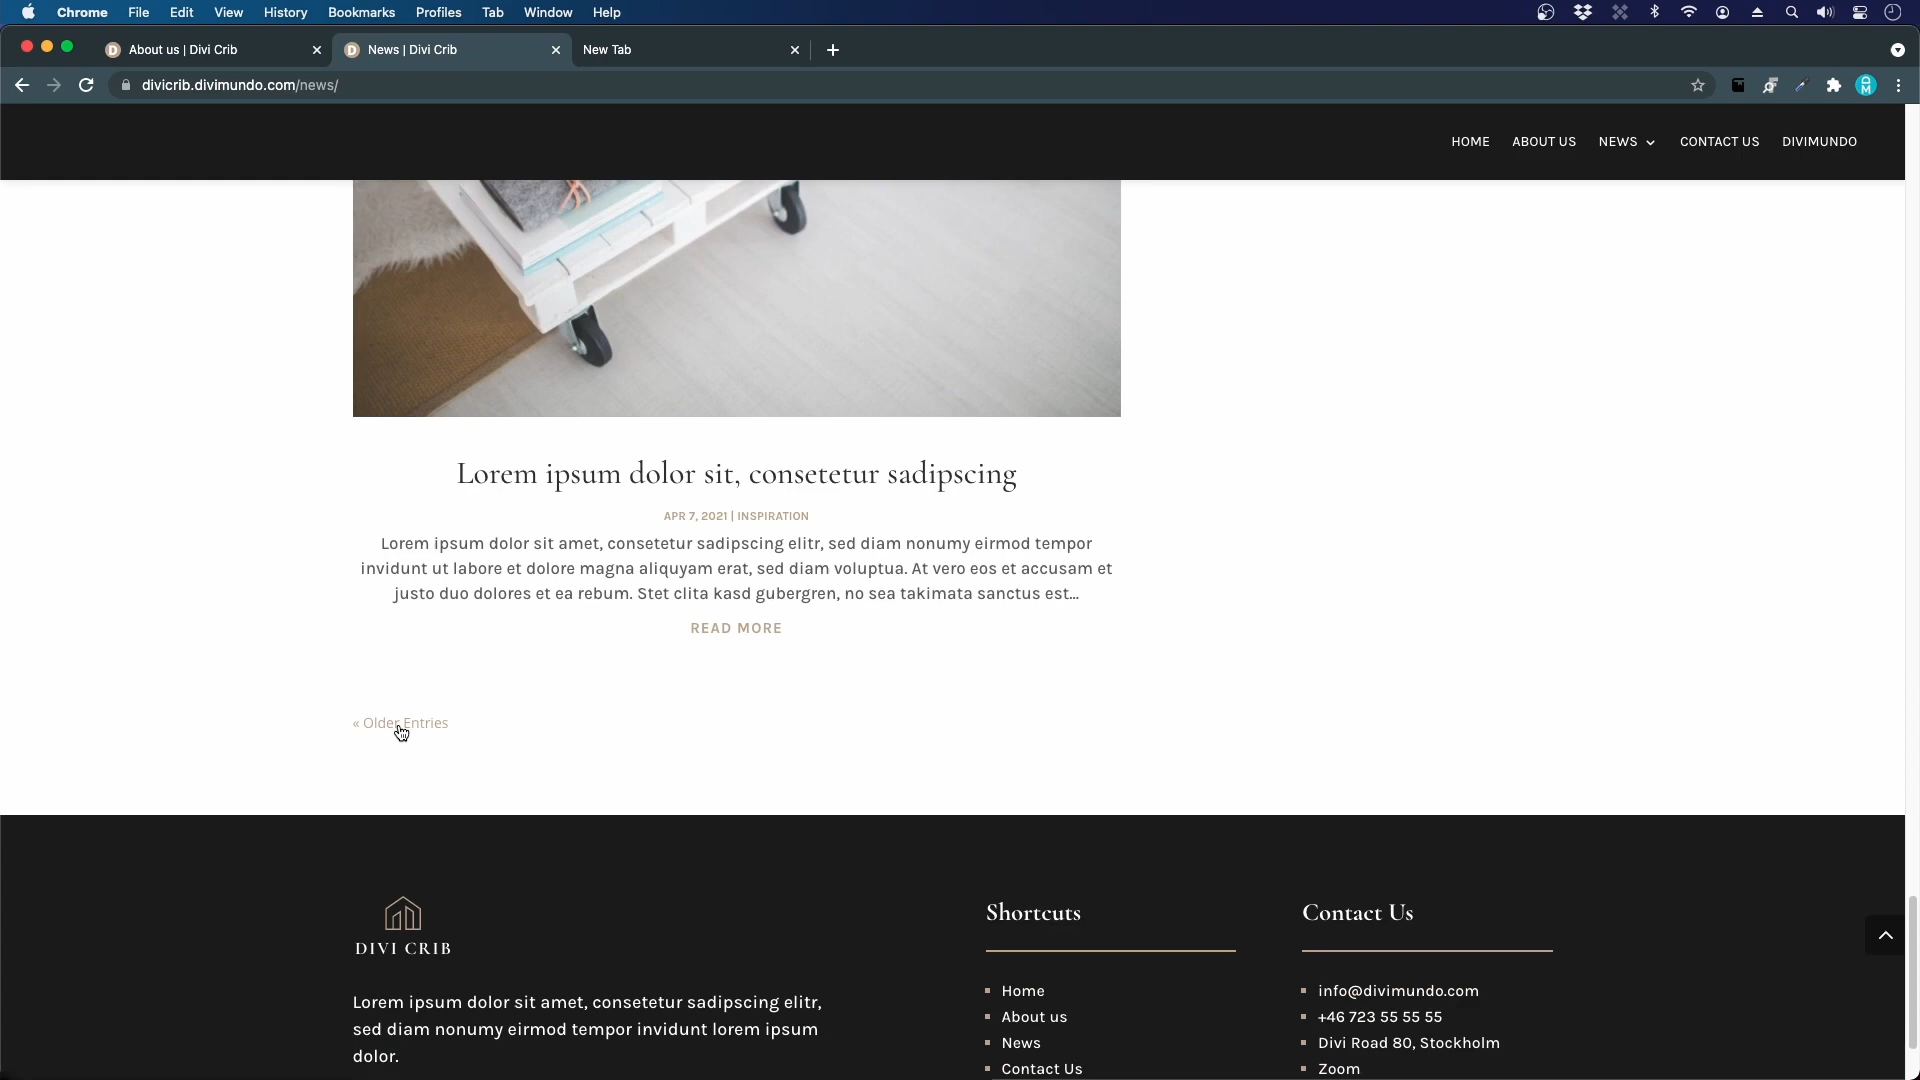 Chrome File Edit View History Bookmarks Profiles Tab Window Help
About us | Divi Crib
News | Divi Crib
New Tab
divicrib.divimundo.com/news/
HOME ABOUT US NEWS CONTACT US DIVIMUNDO
Lorem ipsum dolor sit, consetetur sadipscing
APR 7, 2021 | INSPIRATION
Lorem ipsum dolor sit amet, consetetur sadipscing elitr, sed diam nonumy eirmod tempor
invidunt ut labore et dolore magna aliquyam erat, sed diam voluptua. At vero eos et accusam et
justo duo dolores et ea rebum. Stet clita kasd gubergren, no sea takimata sanctus est...
READ MORE
« Older Entries
DIVI CRIB
Lorem ipsum dolor sit amet, consetetur sadipscing elitr,
sed diam nonumy eirmod tempor invidunt lorem ipsum
dolor.
Shortcuts
Home
About us
News
Contact Us
Contact Us
info@divimundo.com
+46 723 55 55 55
Divi Road 80, Stockholm
Zoom